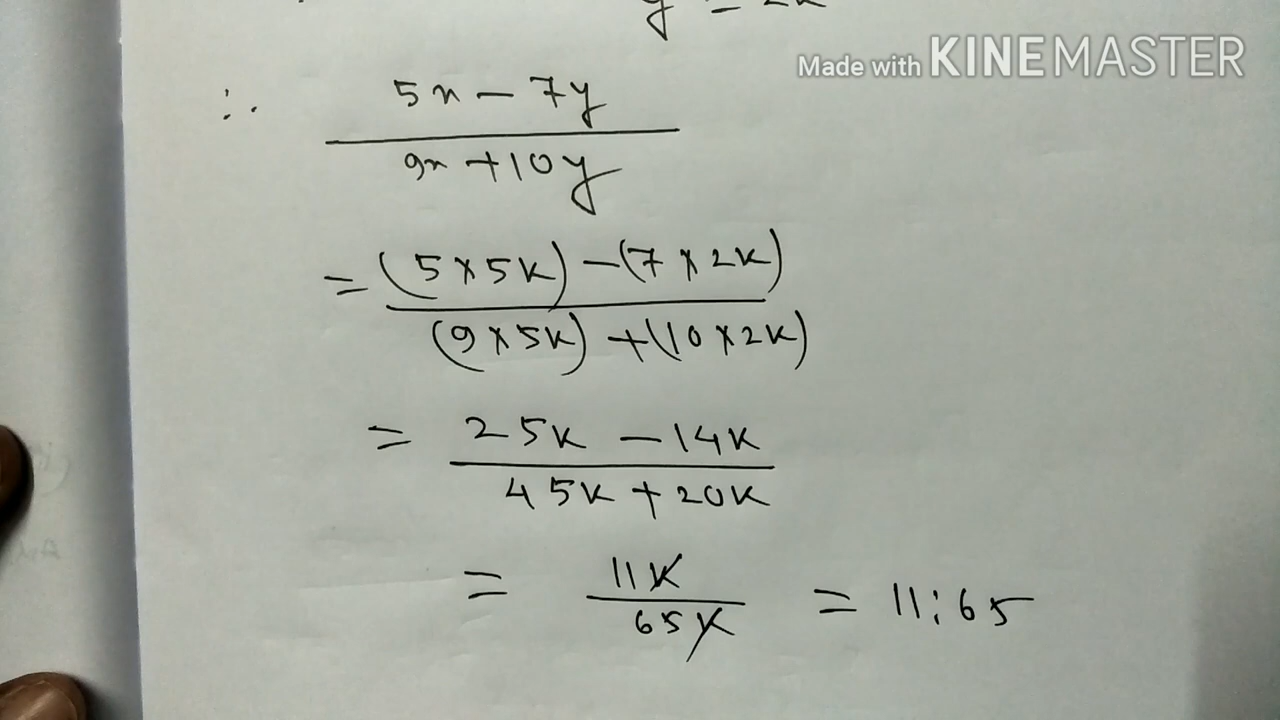 y = 2k
Made with KINEMASTER
∴ 5x - 7y
9x + 10y
= (5 × 5k) - (7 × 2k)
(9 × 5k) + (10 × 2k)
= 25k - 14k
45k + 20k
= 11k
65k
= 11:65